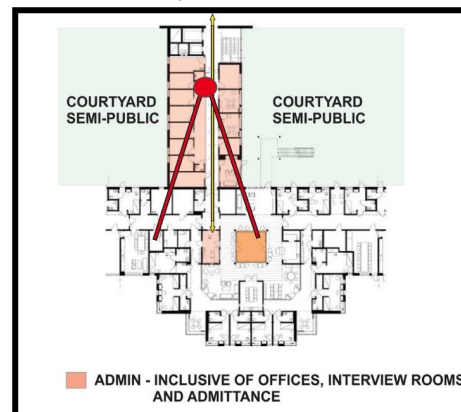 COURTYARD
SEMI-PUBLIC
COURTYARD
SEMI-PUBLIC
ADMIN - INCLUSIVE OF OFFICES, INTERVIEW ROOMS
AND ADMITTANCE